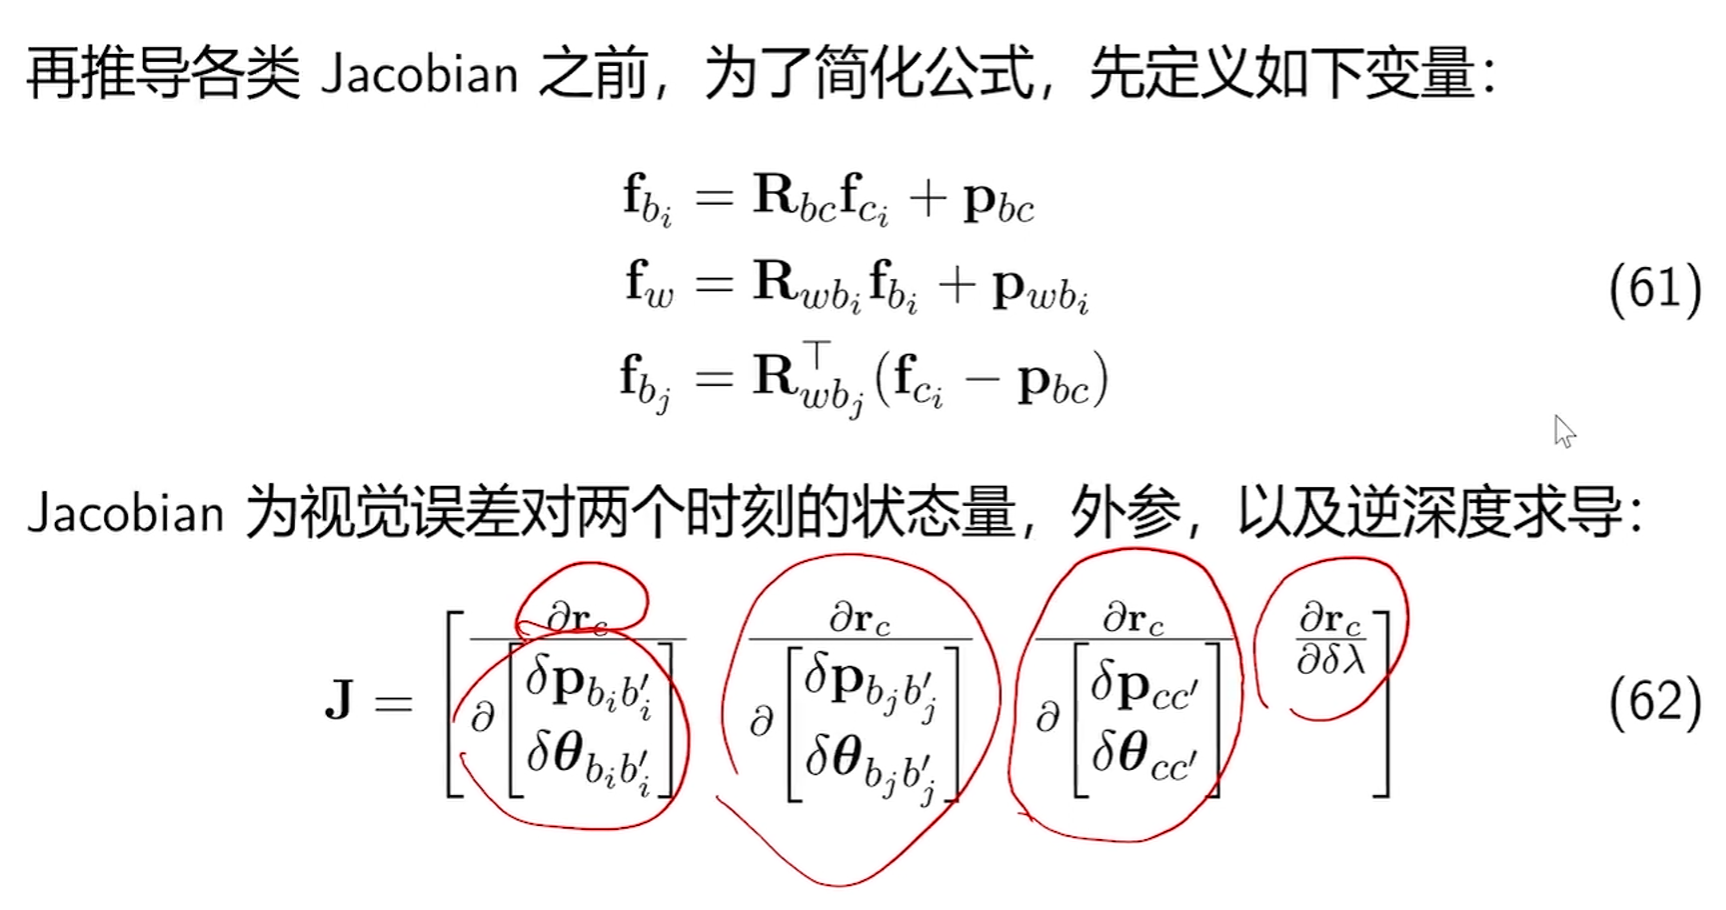 再推导各类 Jacobian 之前，为了简化公式，先定义如下变量：
$\mathbf{f}_{b_i} = \mathbf{R}_{bc}\mathbf{f}_{c_i} + \mathbf{p}_{bc}$
$\mathbf{f}_w = \mathbf{R}_{wb_i}\mathbf{f}_{b_i} + \mathbf{p}_{wb_i}$ (61)
$\mathbf{f}_{b_j} = \mathbf{R}_{wb_j}^{\top}(\mathbf{f}_{c_i} - \mathbf{p}_{bc})$
Jacobian 为视觉误差对两个时刻的状态量，外参，以及逆深度求导：
$\mathbf{J} = \begin{bmatrix} \frac{\partial \mathbf{r}_c}{\partial \begin{bmatrix} \delta\mathbf{p}_{b_i b'_i} \\ \delta\boldsymbol{\theta}_{b_i b'_i} \end{bmatrix}} & \frac{\partial \mathbf{r}_c}{\partial \begin{bmatrix} \delta\mathbf{p}_{b_j b'_j} \\ \delta\boldsymbol{\theta}_{b_j b'_j} \end{bmatrix}} & \frac{\partial \mathbf{r}_c}{\partial \begin{bmatrix} \delta\mathbf{p}_{cc'} \\ \delta\boldsymbol{\theta}_{cc'} \end{bmatrix}} & \frac{\partial \mathbf{r}_c}{\partial \delta\lambda} \end{bmatrix}$ (62)